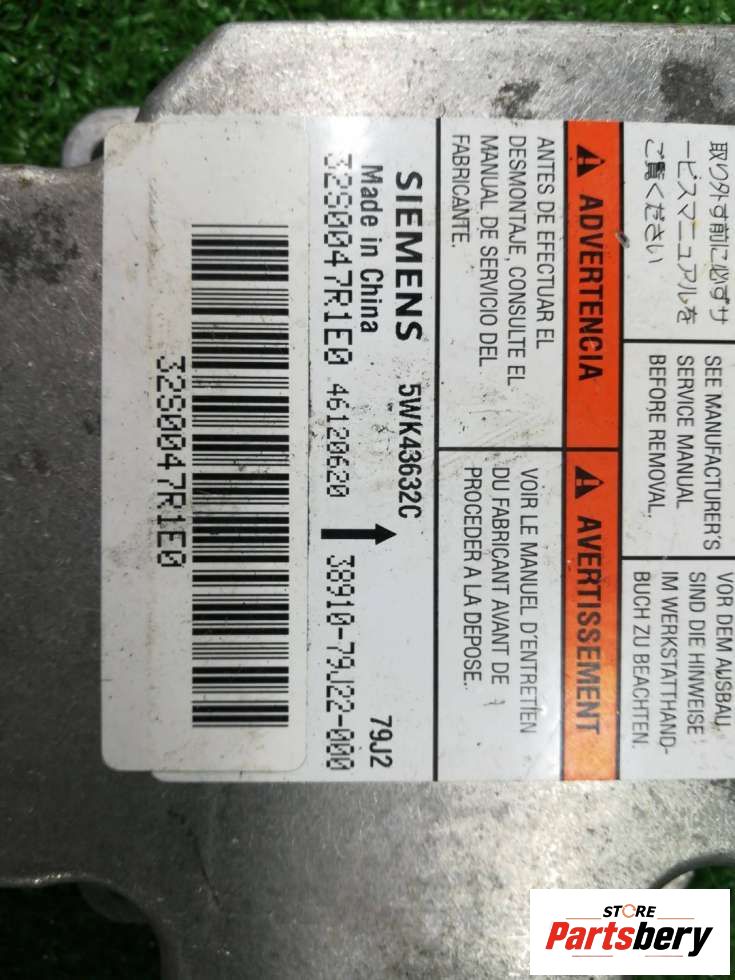 取り外す前に必ずサ
ービスマニュアルを
ご覧ください
SEE MANUFACTURER'S
SERVICE MANUAL
BEFORE REMOVAL.
VOR DEM AUSBAU
SIND DIE HINWEISE
IM WERKSTATTHAND-
BUCH ZU BEACHTEN.
ADVERTENCIA
AVERTISSEMENT
ANTES DE EFECTUAR EL
DESMONTAJE, CONSULTE EL
MANUAL DE SERVICIO DEL
FABRICANTE.
VOIR LE MANUEL D'ENTRETIEN
DU FABRICANT AVANT DE
PROCEDER A LA DEPOSE.
SIEMENS 5WK43632C
Made in China 79J2
32S0047R1E0 46120620 38910-79J22-000
32S0047R1E0
STORE
Partsbery